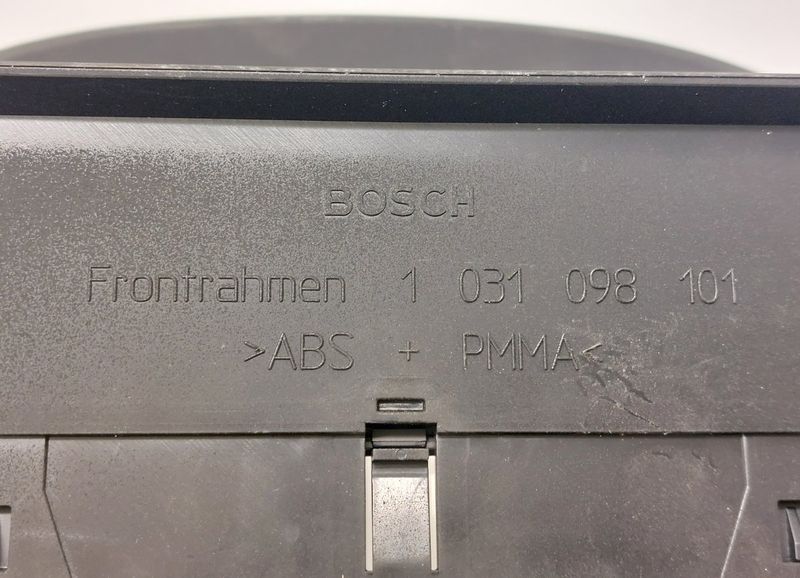 BOSCH
Frontrahmen 1 031 098 101
>ABS + PMMA<